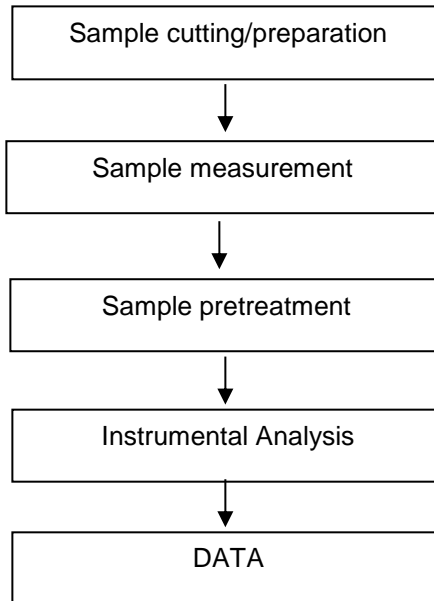 Sample cutting/preparation
Sample measurement
Sample pretreatment
Instrumental Analysis
DATA